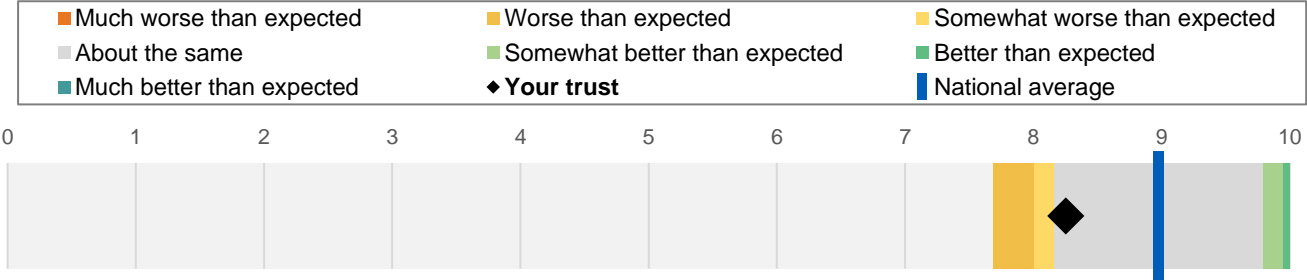 Much worse than expected Worse than expected Somewhat worse than expected
About the same Somewhat better than expected Better than expected
Much better than expected Your trust National average
0 1 2 3 4 5 6 7 8 9 10